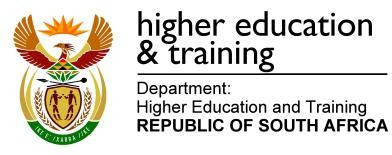 higher education
& training
Department:
Higher Education and Training
REPUBLIC OF SOUTH AFRICA